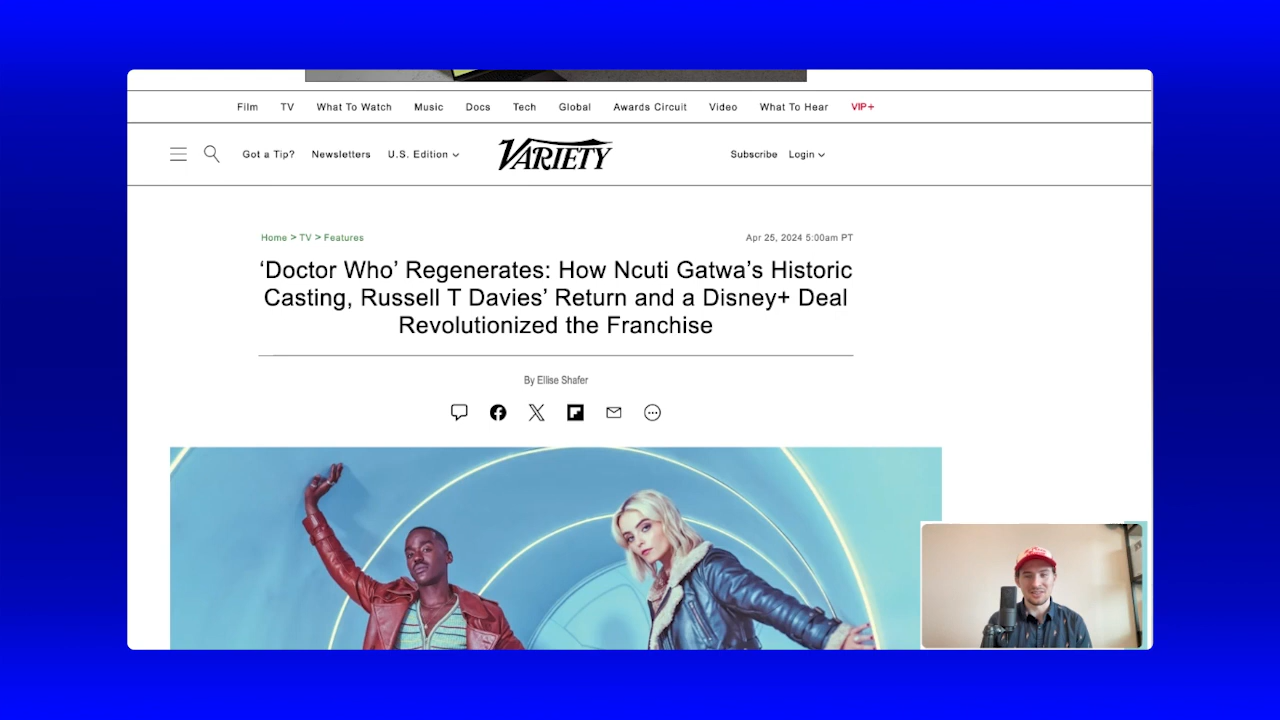 Film TV What To Watch Music Docs Tech Global Awards Circuit Video What To Hear VIP+
Got a Tip? Newsletters U.S. Edition VARIETY Subscribe Login
Home > TV > Features Apr 25, 2024 5:00am PT
‘Doctor Who’ Regenerates: How Ncuti Gatwa’s Historic
Casting, Russell T Davies’ Return and a Disney+ Deal
Revolutionized the Franchise
By Ellise Shafer